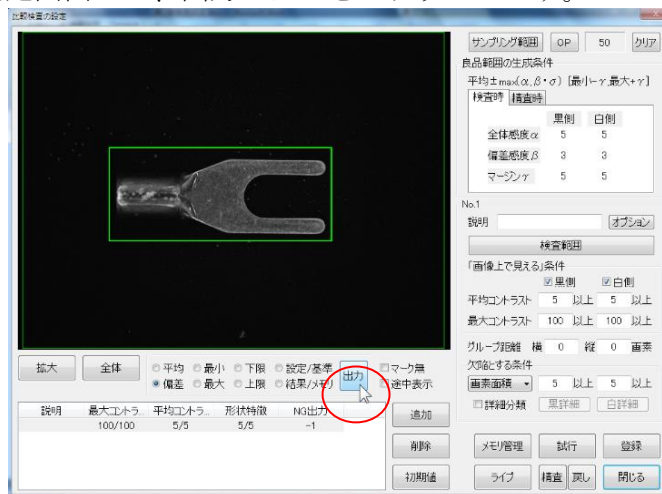 比較検査の設定
サンプリング範囲 OP 50 クリア
良品範囲の生成条件
平均±max(α,β・σ) [最小-γ,最大+γ]
検査時 精査時
黒側 白側
全体感度α 5 5
偏差感度β 3 3
マージンγ 5 5
No.1
説明 オプション
検査範囲
「画像上で見える」条件
黒側 白側
平均コントラスト 5 以上 5 以上
最大コントラスト 100 以上 100 以上
グループ距離 横 0 縦 0 画素
欠陥とする条件
画素面積 5 以上 5 以上
詳細分類 黒詳細 白詳細
拡大 全体 平均 最小 下限 設定/基準 出力 マーク無
偏差 最大 上限 結果/メモリ 途中表示
説明 最大コントラ... 平均コントラ... 形状特徴 NG出力
100/100 5/5 5/5 -1
追加
削除
初期値
メモリ管理 試行 登録
ライブ 精査 戻し 閉じる